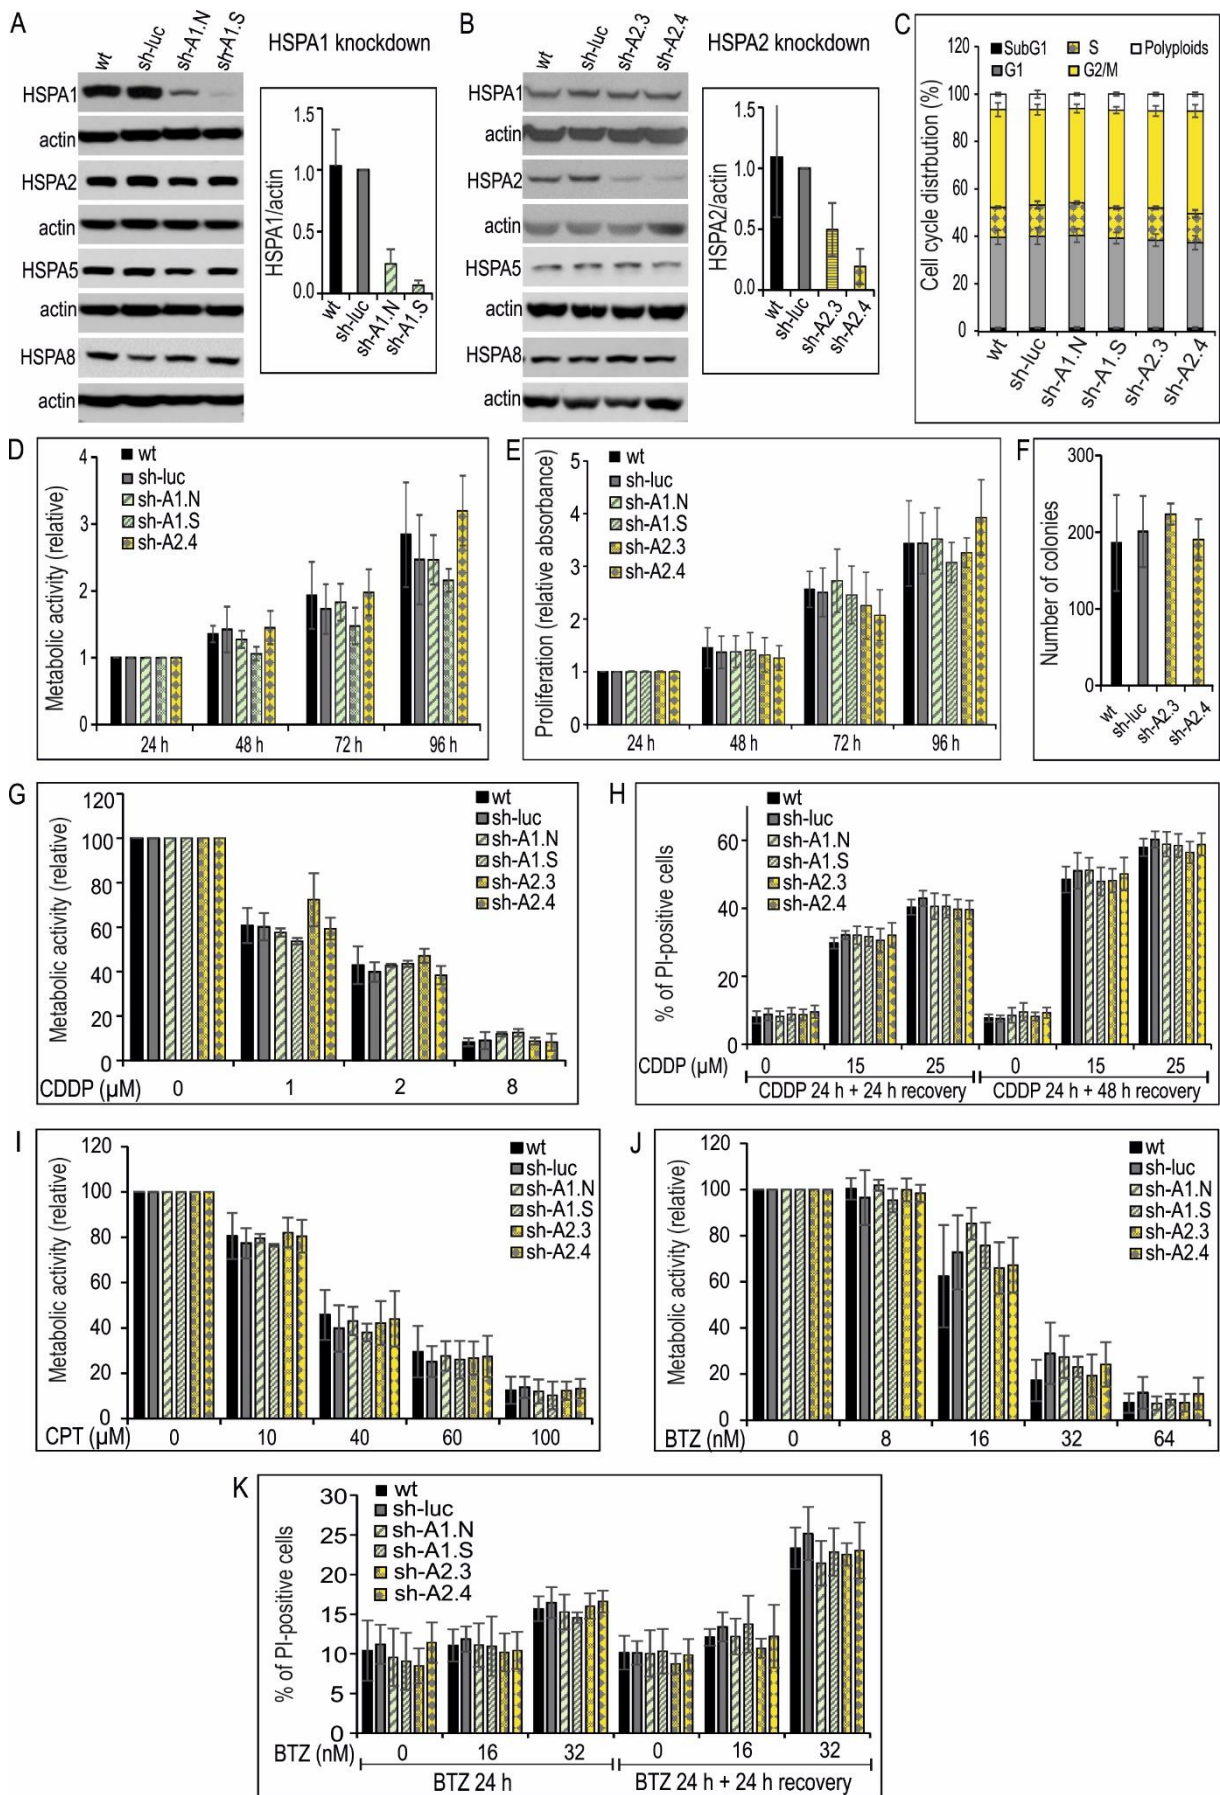 A
wt
sh-luc
sh-A1.N
sh-A1.S
HSPA1 knockdown
HSPA1
actin
HSPA2
actin
HSPA5
actin
HSPA8
actin
HSPA1/actin
1.5
1.0
0.5
0.0
wt
sh-luc
sh-A1.N
sh-A1.S
B
wt
sh-luc
sh-A2.3
sh-A2.4
HSPA2 knockdown
HSPA1
actin
HSPA2
actin
HSPA5
actin
HSPA8
actin
HSPA2/actin
1.5
1.0
0.5
0.0
wt
sh-luc
sh-A2.3
sh-A2.4
C
SubG1
S
Polyploids
G1
G2/M
Cell cycle distrbution (%)
120
100
80
60
40
20
0
wt
sh-luc
sh-A1.N
sh-A1.S
sh-A2.3
sh-A2.4
D
Metabolic activity (relative)
4
3
2
1
0
wt
sh-luc
sh-A1.N
sh-A1.S
sh-A2.4
24 h
48 h
72 h
96 h
E
Proliferation (relative absorbance)
5
4
3
2
1
0
wt
sh-luc
sh-A1.N
sh-A1.S
sh-A2.3
sh-A2.4
24 h
48 h
72 h
96 h
F
Number of colonies
300
200
100
0
wt
sh-luc
sh-A2.3
sh-A2.4
G
Metabolic activity (relative)
120
100
80
60
40
20
0
wt
sh-luc
sh-A1.N
sh-A1.S
sh-A2.3
sh-A2.4
CDDP (µM)
0
1
2
8
H
% of PI-positive cells
60
40
20
0
wt
sh-luc
sh-A1.N
sh-A1.S
sh-A2.3
sh-A2.4
CDDP (µM)
0
15
25
0
15
25
CDDP 24 h + 24 h recovery
CDDP 24 h + 48 h recovery
I
Metabolic activity (relative)
120
100
80
60
40
20
0
wt
sh-luc
sh-A1.N
sh-A1.S
sh-A2.3
sh-A2.4
CPT (µM)
0
10
40
60
100
J
Metabolic activity (relative)
120
100
80
60
40
20
0
wt
sh-luc
sh-A1.N
sh-A1.S
sh-A2.3
sh-A2.4
BTZ (nM)
0
8
16
32
64
K
% of PI-positive cells
30
25
20
15
10
5
0
wt
sh-luc
sh-A1.N
sh-A1.S
sh-A2.3
sh-A2.4
BTZ (nM)
0
16
32
0
16
32
BTZ 24 h
BTZ 24 h + 24 h recovery